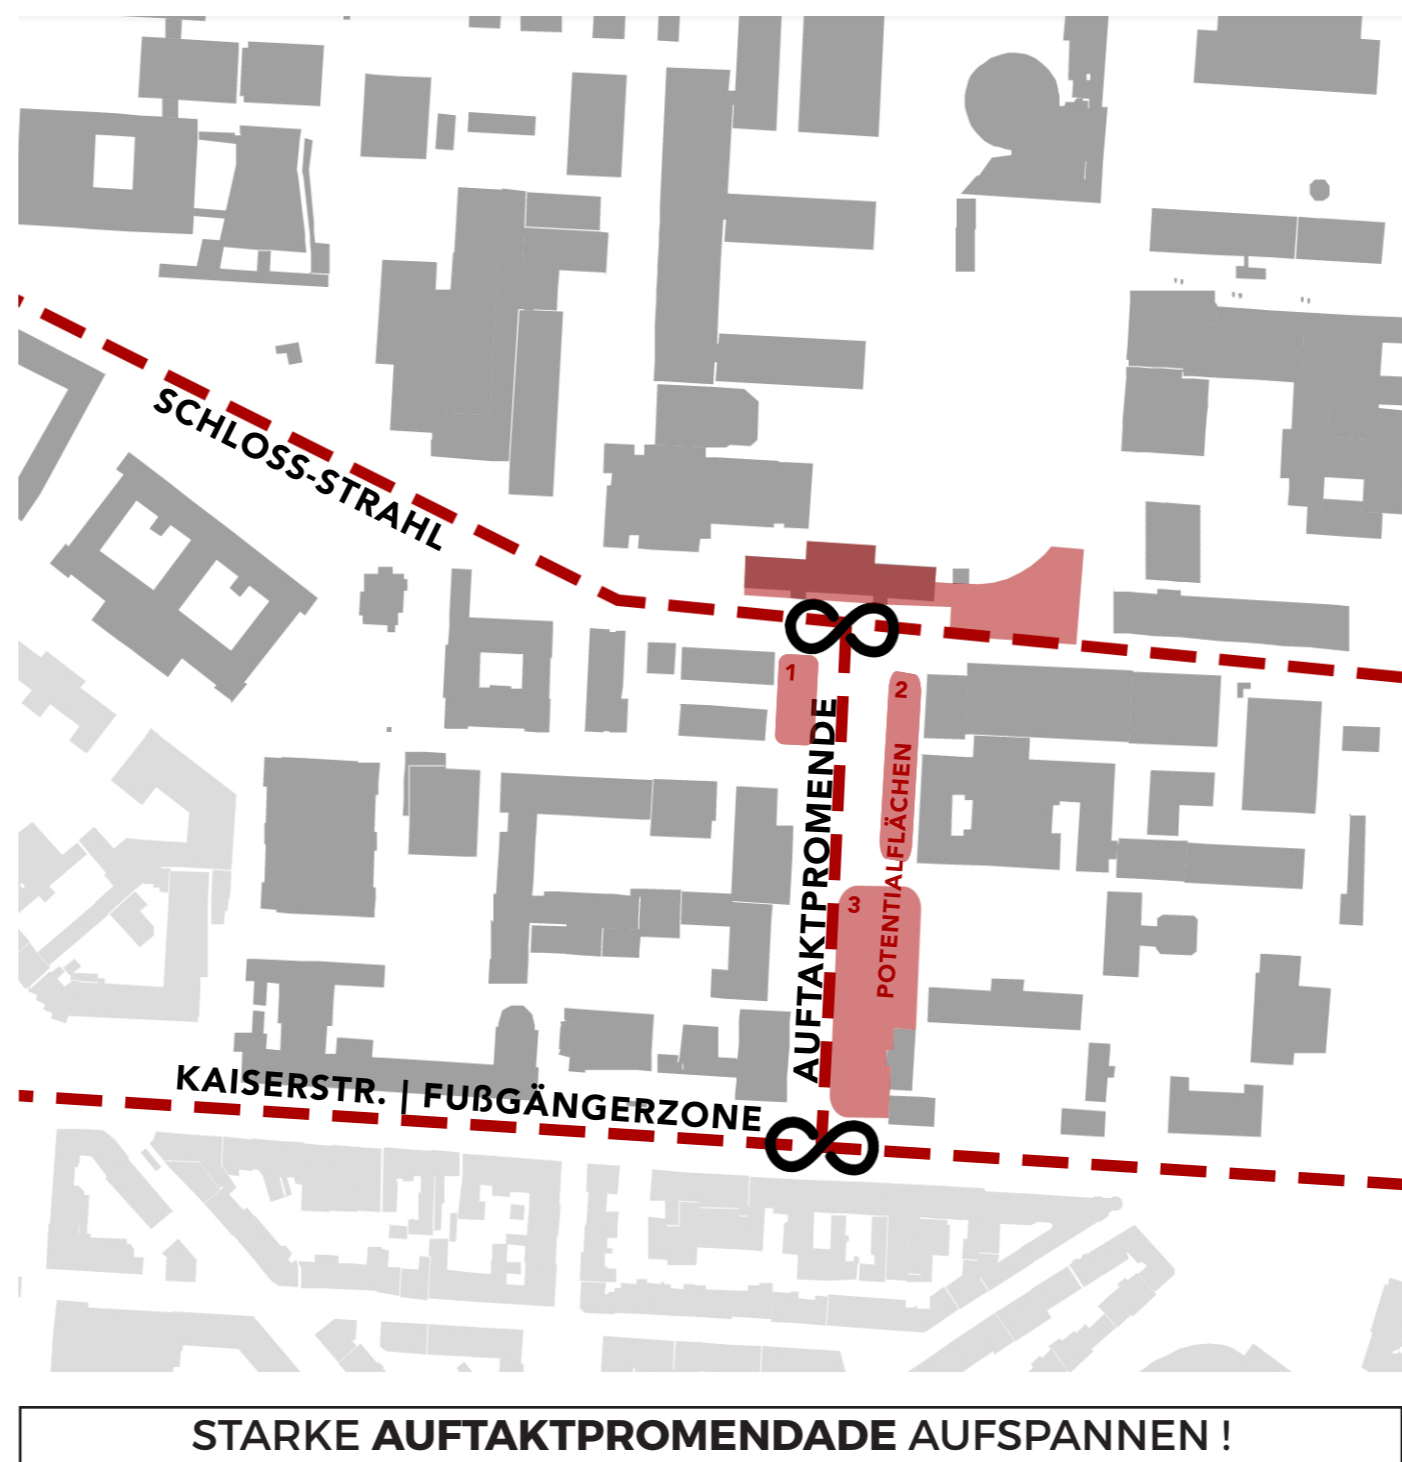 SCHLOSS-STRAHL
1
2
AUFTAKTPROMENDE
POTENTIALFLÄCHEN
3
KAISERSTR. | FUßGÄNGERZONE
STARKE AUFTAKTPROMENDADE AUFSPANNEN !